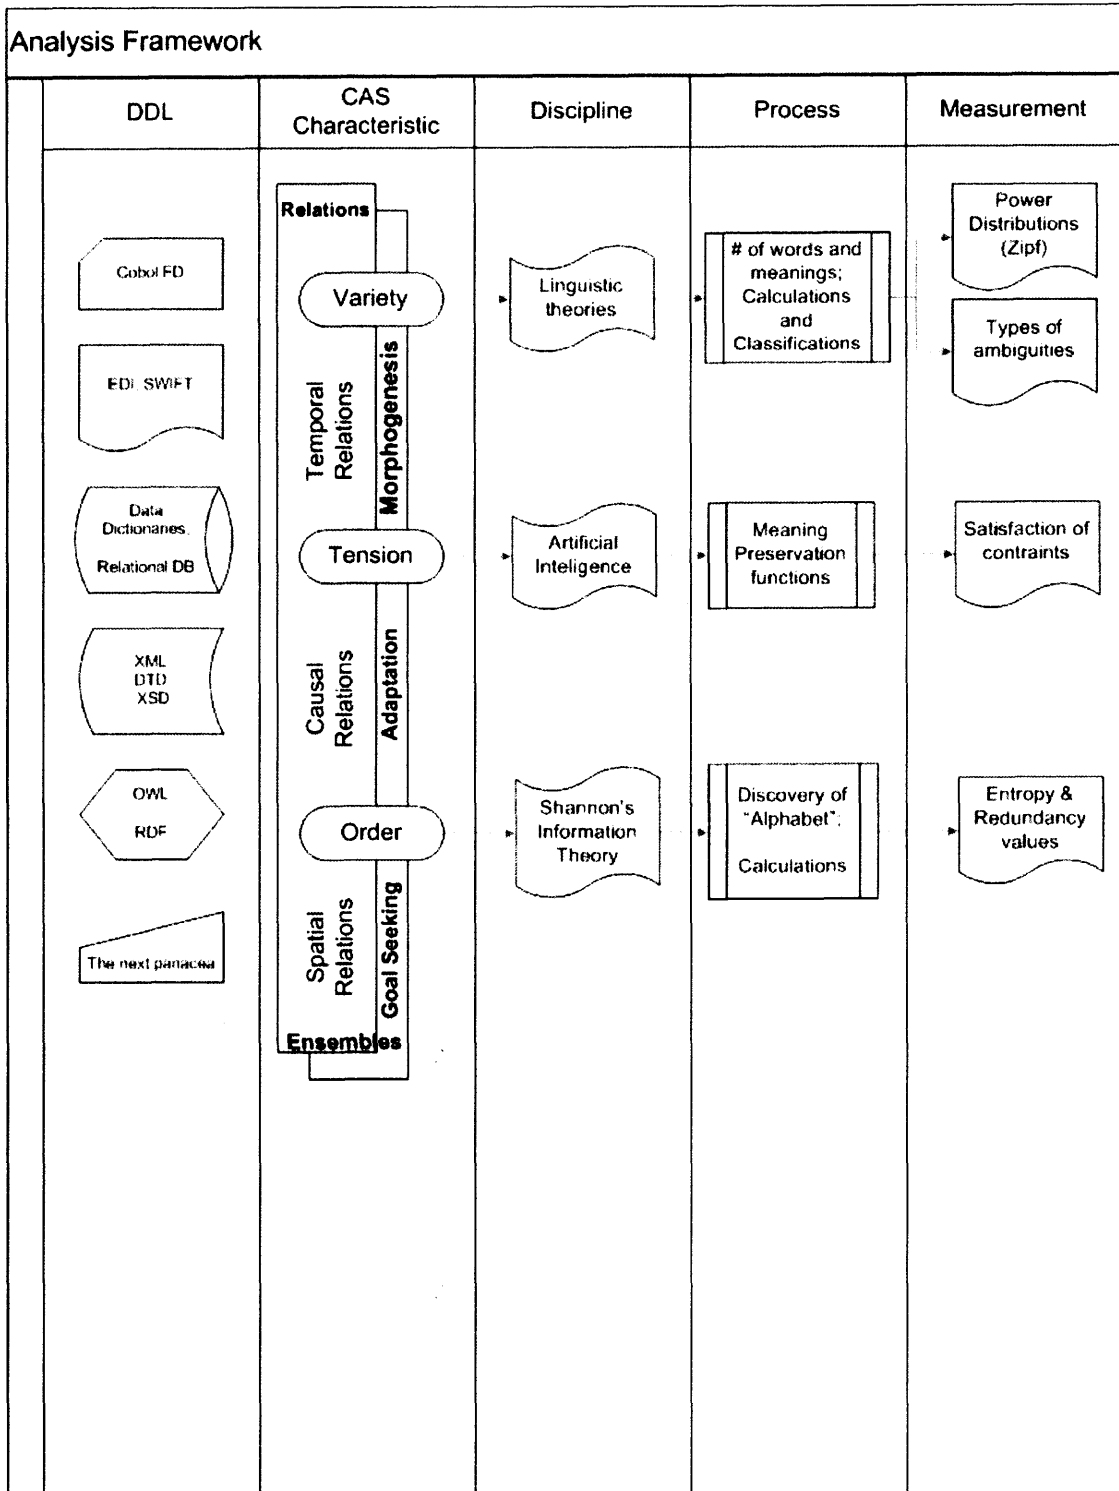 Analysis Framework
DDL
CAS
Characteristic
Discipline
Process
Measurement
Cobol FD
EDI, SWIFT
Data
Dictionaries,
Relational DB
XML
DTD
XSD
OWL
RDF
The next panacea
Relations
Variety
Temporal
Relations
Morphogenesis
Tension
Causal
Relations
Adaptation
Order
Spatial
Relations
Goal Seeking
Ensembles
Linguistic
theories
Artificial
Inteligence
Shannon's
Information
Theory
# of words and
meanings;
Calculations
and
Classifications
Meaning
Preservation
functions
Discovery of
"Alphabet";
Calculations
Power
Distributions
(Zipf)
Types of
ambiguities
Satisfaction of
contraints
Entropy &
Redundancy
values